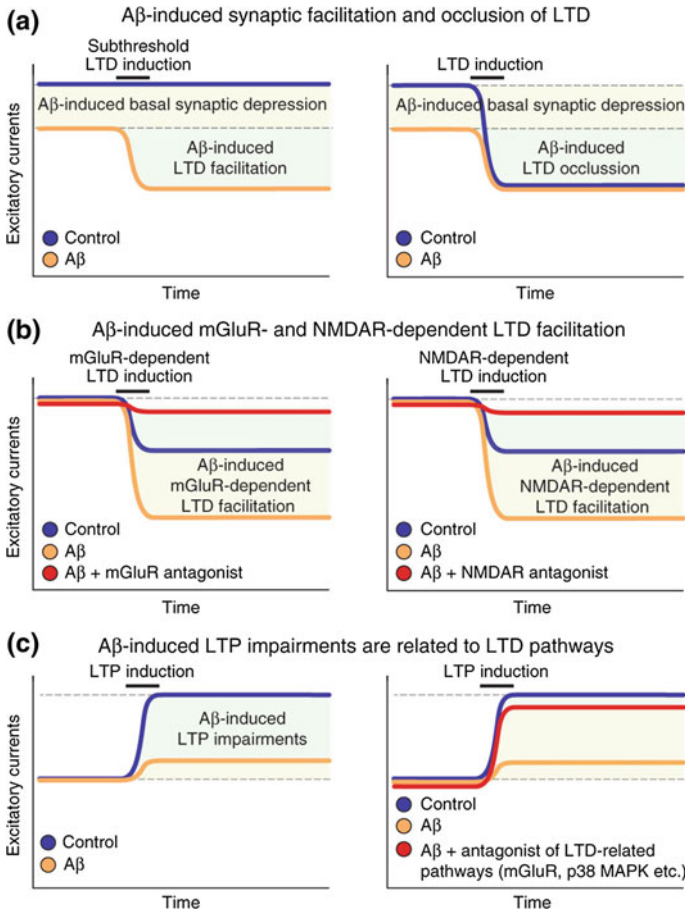 (a) Aβ-induced synaptic facilitation and occlusion of LTD
Subthreshold
LTD induction
Aβ-induced basal synaptic depression
Aβ-induced
LTD facilitation
Control
Aβ
Excitatory currents
Time
LTD induction
Aβ-induced basal synaptic depression
Aβ-induced
LTD occlussion
Control
Aβ
Time
(b) Aβ-induced mGluR- and NMDAR-dependent LTD facilitation
mGluR-dependent
LTD induction
Aβ-induced
mGluR-dependent
LTD facilitation
Control
Aβ
Aβ + mGluR antagonist
Excitatory currents
Time
NMDAR-dependent
LTD induction
Aβ-induced
NMDAR-dependent
LTD facilitation
Control
Aβ
Aβ + NMDAR antagonist
Time
(c) Aβ-induced LTP impairments are related to LTD pathways
LTP induction
Aβ-induced
LTP impairments
Control
Aβ
Excitatory currents
Time
LTP induction
Control
Aβ
Aβ + antagonist of LTD-related
pathways (mGluR, p38 MAPK etc.)
Time